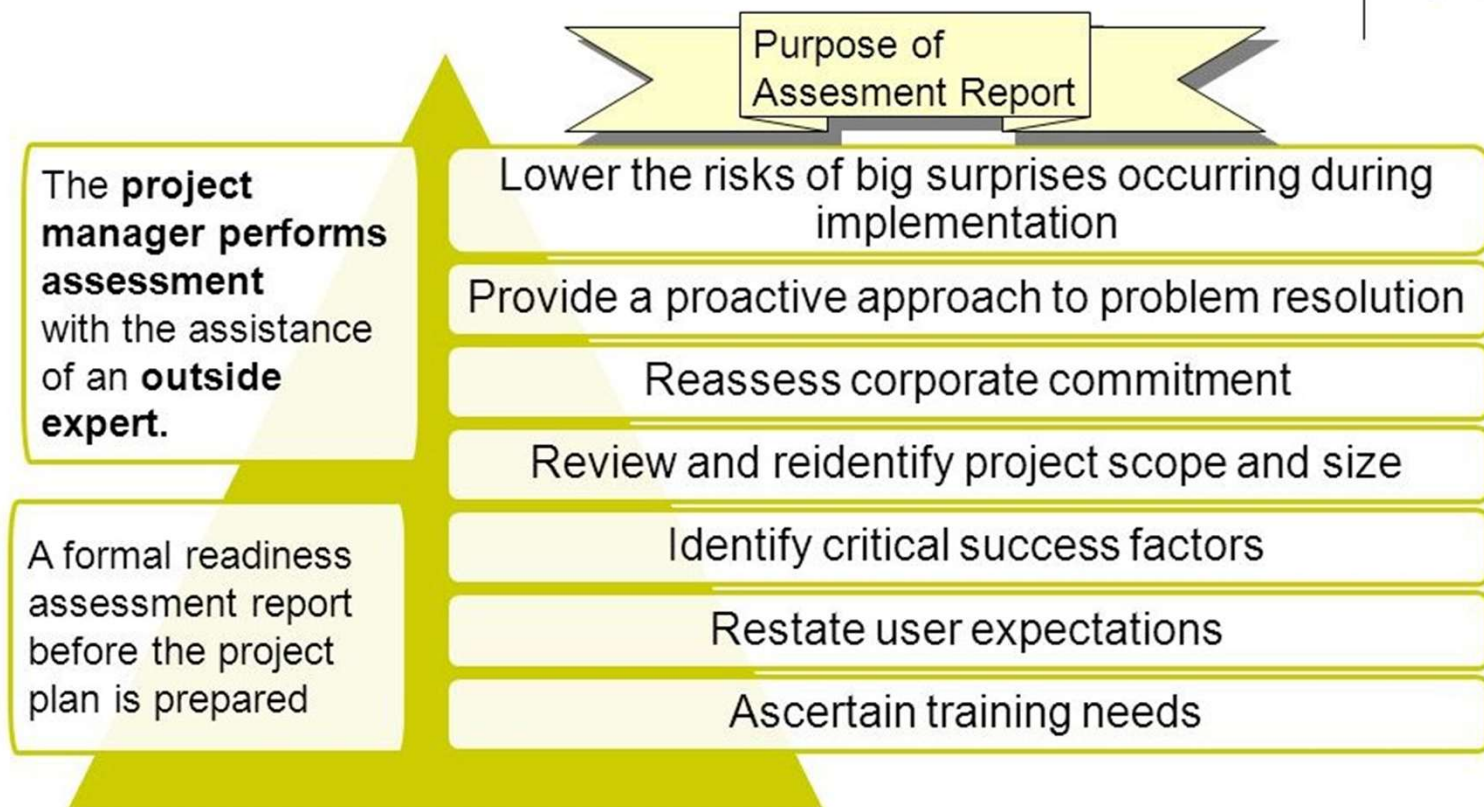 Purpose of
Assesment Report
The project
manager performs
assessment
with the assistance
of an outside
expert.
A formal readiness
assessment report
before the project
plan is prepared
Lower the risks of big surprises occurring during
implementation
Provide a proactive approach to problem resolution
Reassess corporate commitment
Review and reidentify project scope and size
Identify critical success factors
Restate user expectations
Ascertain training needs